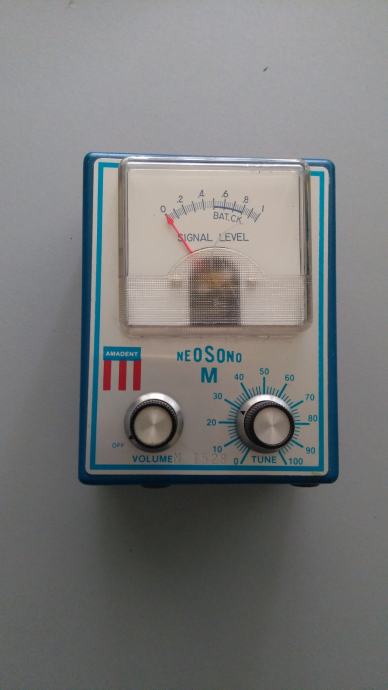 0 .2 .4 .6 .8 1
BAT.CK.
SIGNAL LEVEL
AMADENT
NEOSONO
M
OFF
VOLUME
0 10 20 30 40 50 60 70 80 90 100
TUNE